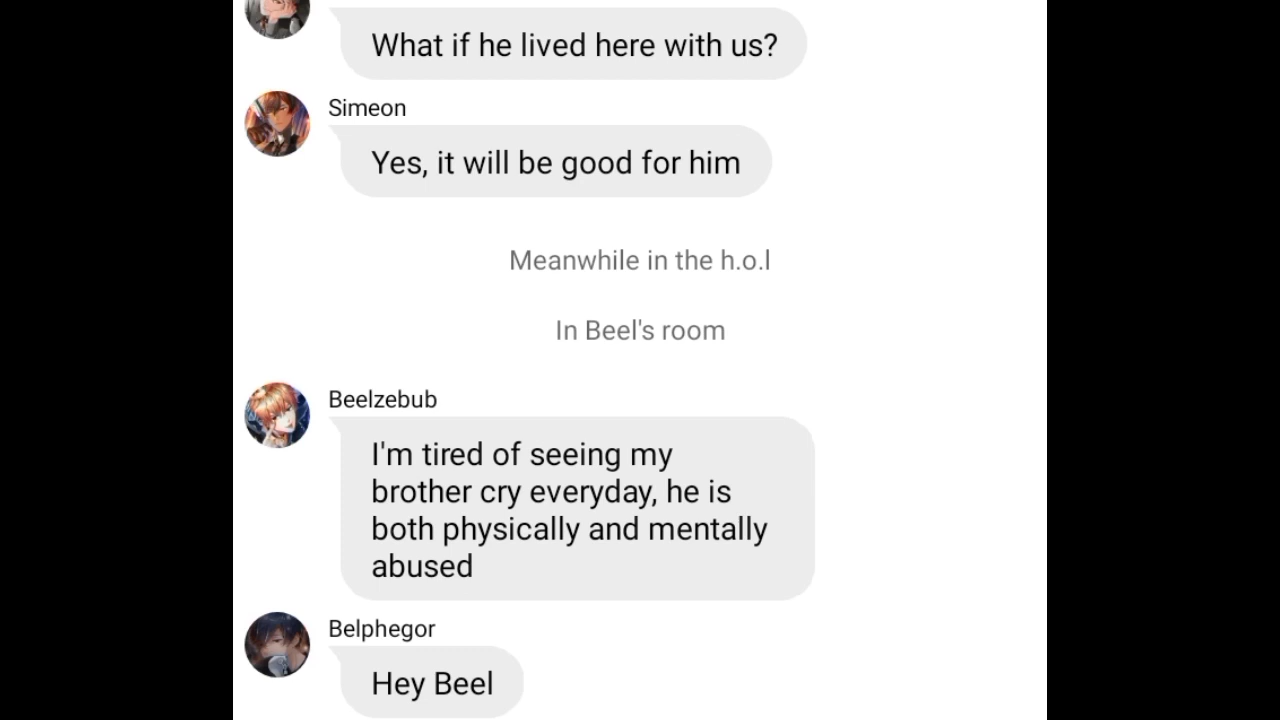 What if he lived here with us?
Simeon
Yes, it will be good for him
Meanwhile in the h.o.l
In Beel's room
Beelzebub
I'm tired of seeing my
brother cry everyday, he is
both physically and mentally
abused
Belphegor
Hey Beel